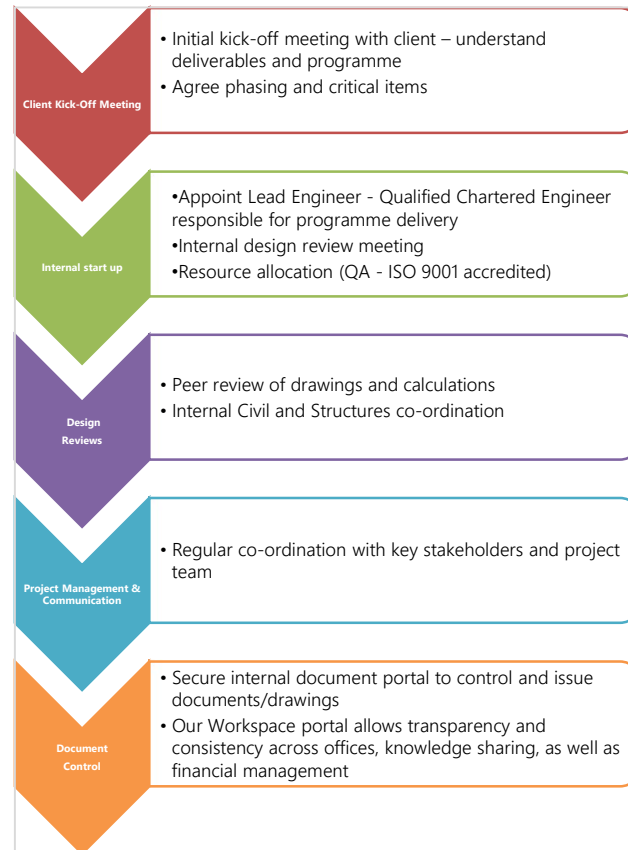 Client Kick-Off Meeting
• Initial kick-off meeting with client – understand
deliverables and programme
• Agree phasing and critical items
Internal start up
•Appoint Lead Engineer - Qualified Chartered Engineer
responsible for programme delivery
•Internal design review meeting
•Resource allocation (QA - ISO 9001 accredited)
Design
Reviews
• Peer review of drawings and calculations
• Internal Civil and Structures co-ordination
Project Management &
Communication
• Regular co-ordination with key stakeholders and project
team
Document
Control
• Secure internal document portal to control and issue
documents/drawings
• Our Workspace portal allows transparency and
consistency across offices, knowledge sharing, as well as
financial management